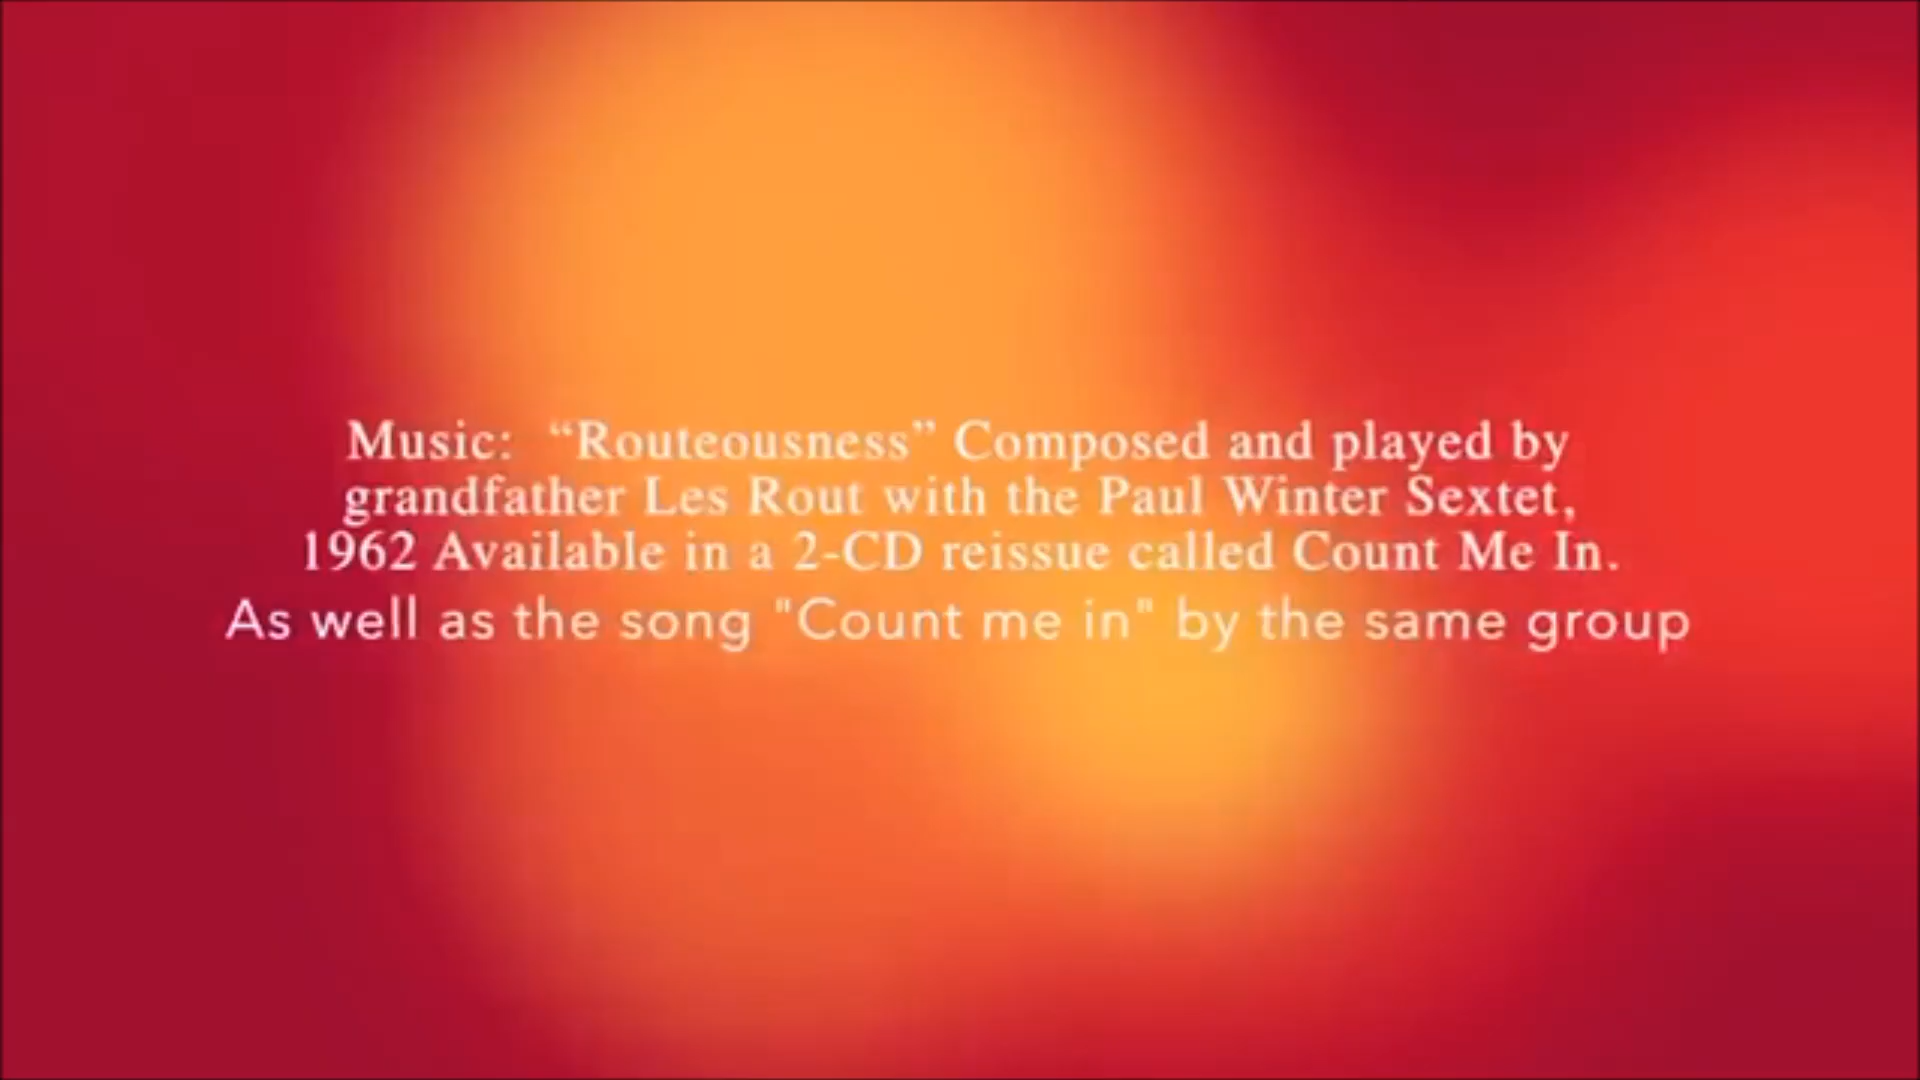 Music:  “Routeousness” Composed and played by
grandfather Les Rout with the Paul Winter Sextet,
1962 Available in a 2-CD reissue called Count Me In.
As well as the song "Count me in" by the same group